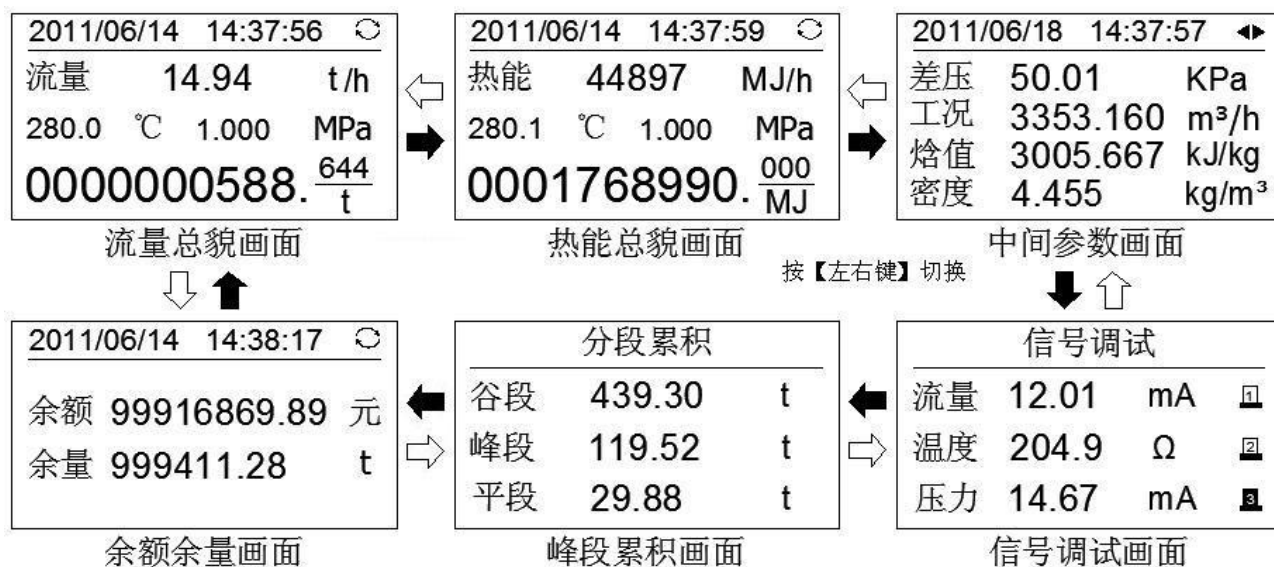 2011/06/14 14:37:56
流量 14.94 t/h
280.0 ℃ 1.000 MPa
0000000588. 644/t
流量总貌画面
2011/06/14 14:37:59
热能 44897 MJ/h
280.1 ℃ 1.000 MPa
0001768990. 000/MJ
热能总貌画面
2011/06/18 14:37:57
差压 50.01 KPa
工况 3353.160 m³/h
焓值 3005.667 kJ/kg
密度 4.455 kg/m³
中间参数画面
按【左右键】切换
2011/06/14 14:38:17
余额 99916869.89 元
余量 999411.28 t
余额余量画面
分段累积
谷段 439.30 t
峰段 119.52 t
平段 29.88 t
峰段累积画面
信号调试
流量 12.01 mA 1
温度 204.9 Ω 2
压力 14.67 mA 3
信号调试画面